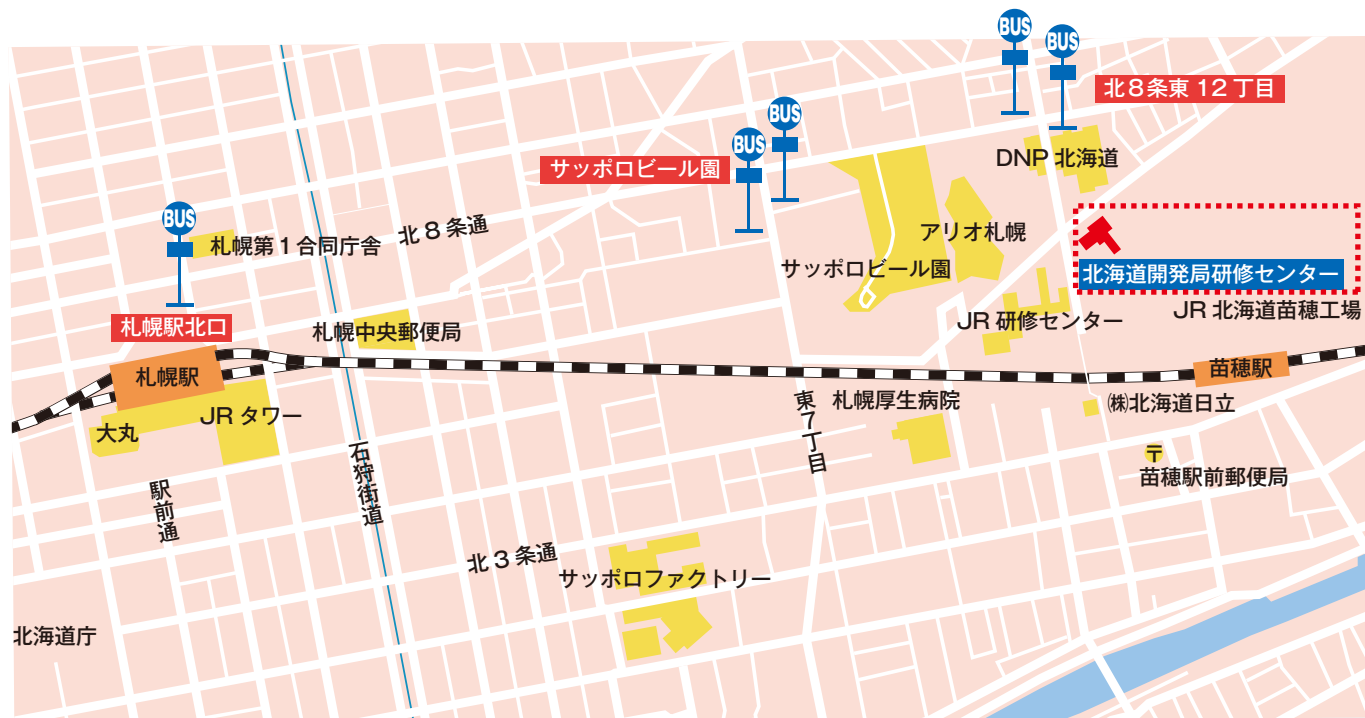 BUS
BUS
北8条東 12 丁目
BUS
BUS
DNP 北海道
サッポロビール園
BUS
札幌第1合同庁舎
北8条通
アリオ札幌
サッポロビール園
北海道開発局研修センター
JR 北海道苗穂工場
JR 研修センター
札幌駅北口
札幌中央郵便局
札幌駅
苗穂駅
大丸
JR タワー
東7丁目
札幌厚生病院
㈱北海道日立
〒
苗穂駅前郵便局
石狩街道
駅前通
北3条通
サッポロファクトリー
北海道庁